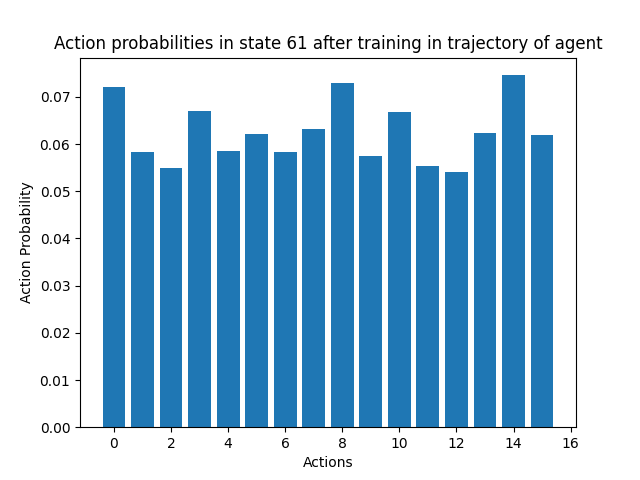 Action probabilities in state 61 after training in trajectory of agent
0.07
0.06
0.05
0.04
0.03
0.02
0.01
0.00
Action Probability
0 2 4 6 8 10 12 14 16
Actions